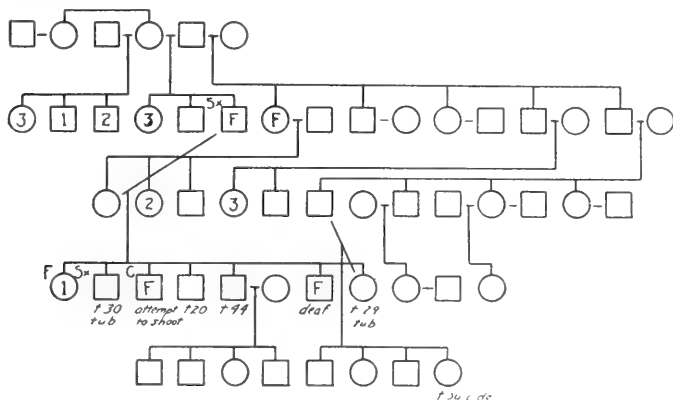 Sx
3 1 2 3 F F
2 3
F Sx C
1 F F
† 30 attempt † 20 † 44 deaf † 29
tub to shoot tub